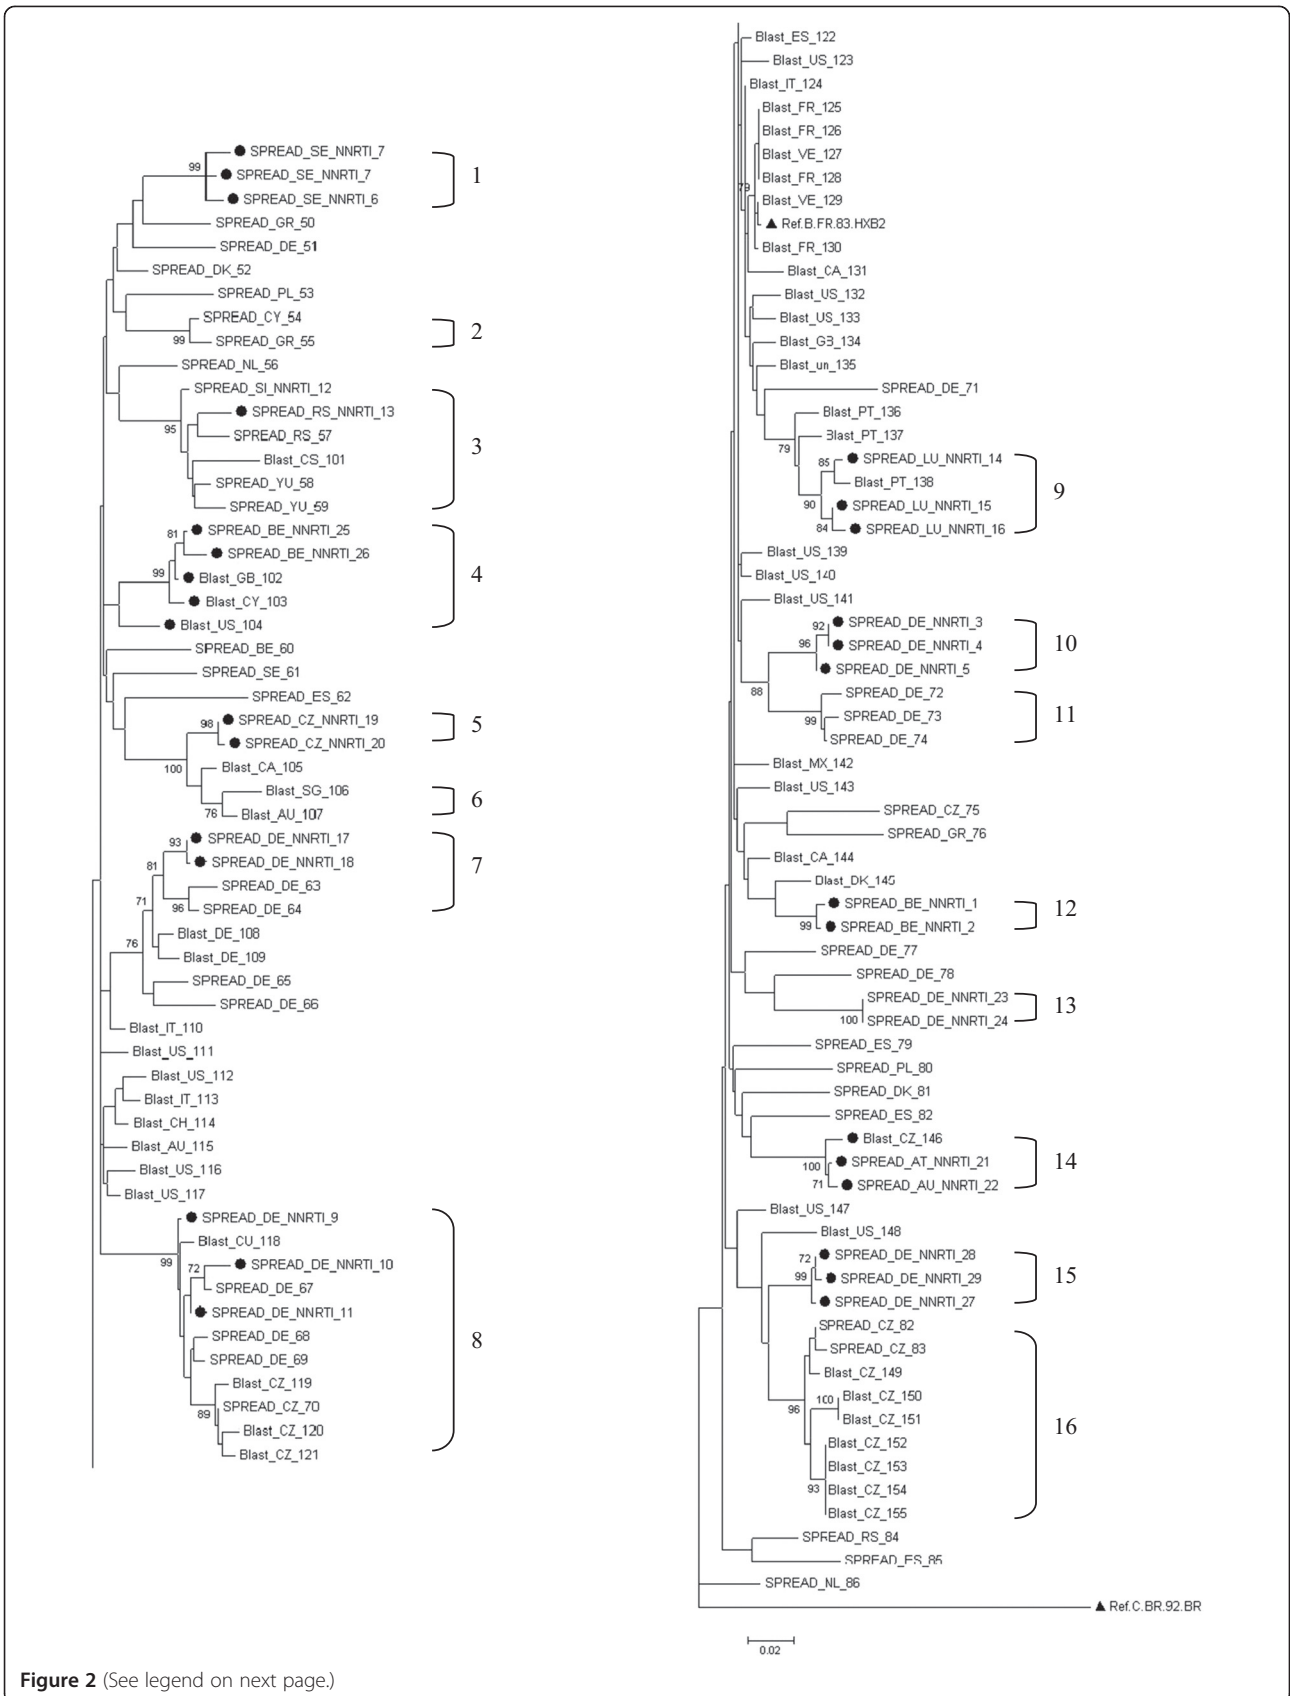 SPREAD_SE_NNRTI_7
99
SPREAD_SE_NNRTI_7
1
SPREAD_SE_NNRTI_6
SPREAD_GR_50
SPREAD_DE_51
SPREAD_DK_52
SPREAD_PL_53
SPREAD_CY_54
2
99
SPREAD_GR_55
SPREAD_NL_56
SPREAD_SI_NNRTI_12
SPREAD_RS_NNRTI_13
95
SPREAD_RS_57
3
Blast_CS_101
SPREAD_YU_58
SPREAD_YU_59
81
SPREAD_BE_NNRTI_25
SPREAD_BE_NNRTI_26
99
Blast_GB_102
4
Blast_CY_103
Blast_US_104
SPREAD_BE_60
SPREAD_SE_61
SPREAD_ES_62
98
SPREAD_CZ_NNRTI_19
5
SPREAD_CZ_NNRTI_20
100
Blast_CA_105
Blast_SG_106
6
76
Blast_AU_107
93
SPREAD_DE_NNRTI_17
81
SPREAD_DE_NNRTI_18
7
SPREAD_DE_63
71
96
SPREAD_DE_64
Blast_DE_108
76
Blast_DE_109
SPREAD_DE_65
SPREAD_DE_66
Blast_IT_110
Blast_US_111
Blast_US_112
Blast_IT_113
Blast_CH_114
Blast_AU_115
Blast_US_116
Blast_US_117
SPREAD_DE_NNRTI_9
Blast_CU_118
99
72
SPREAD_DE_NNRTI_10
SPREAD_DE_67
SPREAD_DE_NNRTI_11
SPREAD_DE_68
8
SPREAD_DE_69
Blast_CZ_119
89
SPREAD_CZ_70
Blast_CZ_120
Blast_CZ_121
Blast_ES_122
Blast_US_123
Blast_IT_124
Blast_FR_125
Blast_FR_126
Blast_VE_127
Blast_FR_128
79
Blast_VE_129
Ref.B.FR.83.HXB2
Blast_FR_130
Blast_CA_131
Blast_US_132
Blast_US_133
Blast_GB_134
Blast_un_135
SPREAD_DE_71
Blast_PT_136
79
Blast_PT_137
85
SPREAD_LU_NNRTI_14
Blast_PT_138
9
90
SPREAD_LU_NNRTI_15
84
SPREAD_LU_NNRTI_16
Blast_US_139
Blast_US_140
Blast_US_141
92
SPREAD_DE_NNRTI_3
96
SPREAD_DE_NNRTI_4
10
SPREAD_DE_NNRTI_5
88
SPREAD_DE_72
99
SPREAD_DE_73
11
SPREAD_DE_74
Blast_MX_142
Blast_US_143
SPREAD_CZ_75
SPREAD_GR_76
Blast_CA_144
Blast_DK_145
SPREAD_BE_NNRTI_1
12
99
SPREAD_BE_NNRTI_2
SPREAD_DE_77
SPREAD_DE_78
SPREAD_DE_NNRTI_23
13
100
SPREAD_DE_NNRTI_24
SPREAD_ES_79
SPREAD_PL_80
SPREAD_DK_81
SPREAD_ES_82
Blast_CZ_146
100
SPREAD_AT_NNRTI_21
14
71
SPREAD_AU_NNRTI_22
Blast_US_147
Blast_US_148
72
SPREAD_DE_NNRTI_28
99
SPREAD_DE_NNRTI_29
15
SPREAD_DE_NNRTI_27
SPREAD_CZ_82
SPREAD_CZ_83
Blast_CZ_149
100
Blast_CZ_150
96
Blast_CZ_151
16
Blast_CZ_152
Blast_CZ_153
93
Blast_CZ_154
Blast_CZ_155
SPREAD_RS_84
SPREAD_ES_85
SPREAD_NL_86
Ref.C.BR.92.BR
0.02
Figure 2 (See legend on next page.)